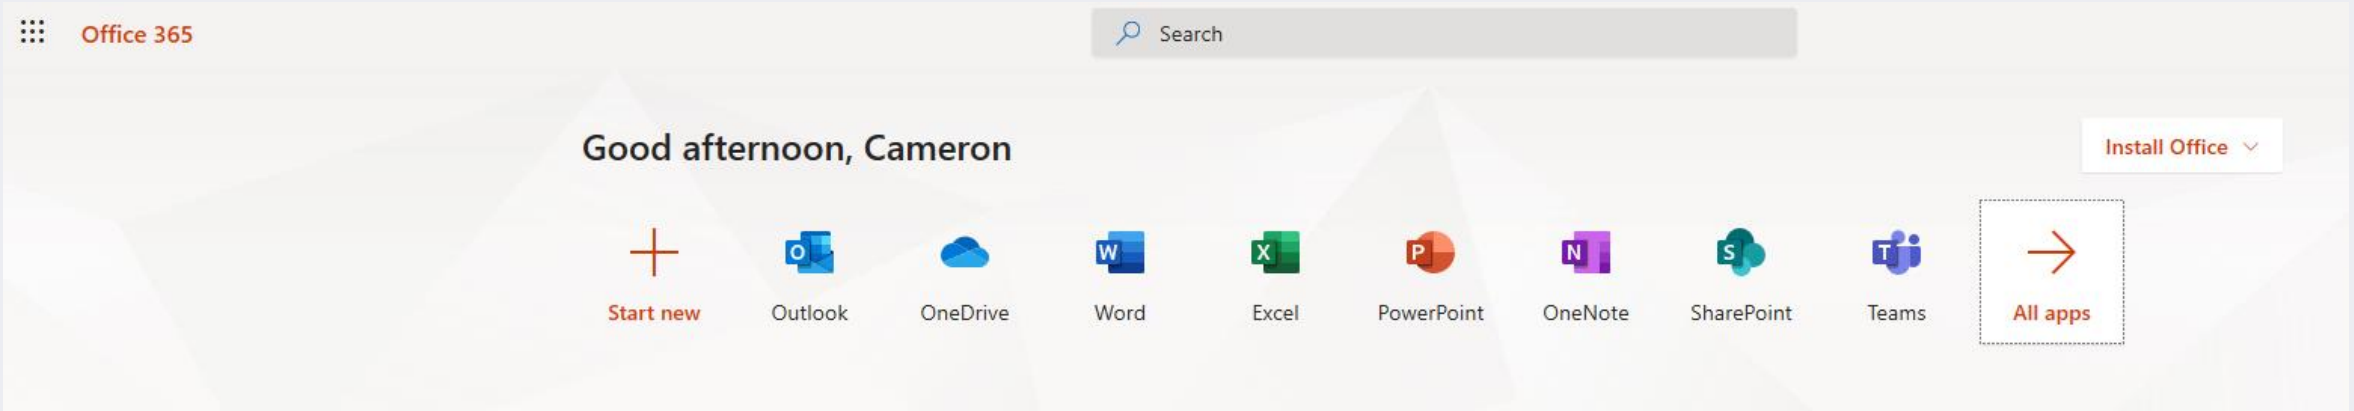 Office 365
Search
Good afternoon, Cameron
Install Office
Start new
Outlook
OneDrive
Word
Excel
PowerPoint
OneNote
SharePoint
Teams
All apps